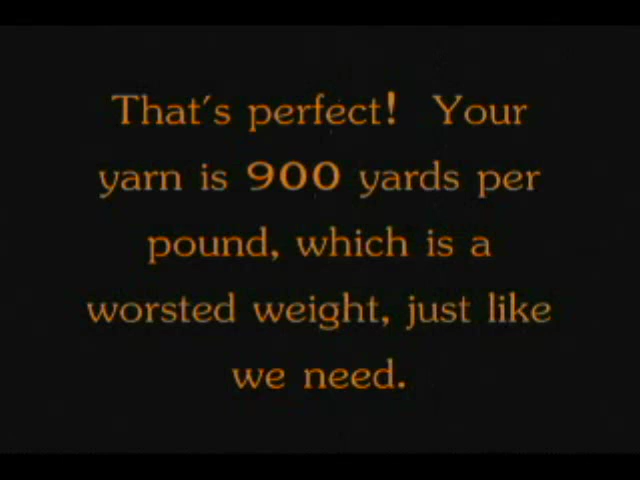 That's perfect! Your
yarn is 900 yards per
pound, which is a
worsted weight, just like
we need.